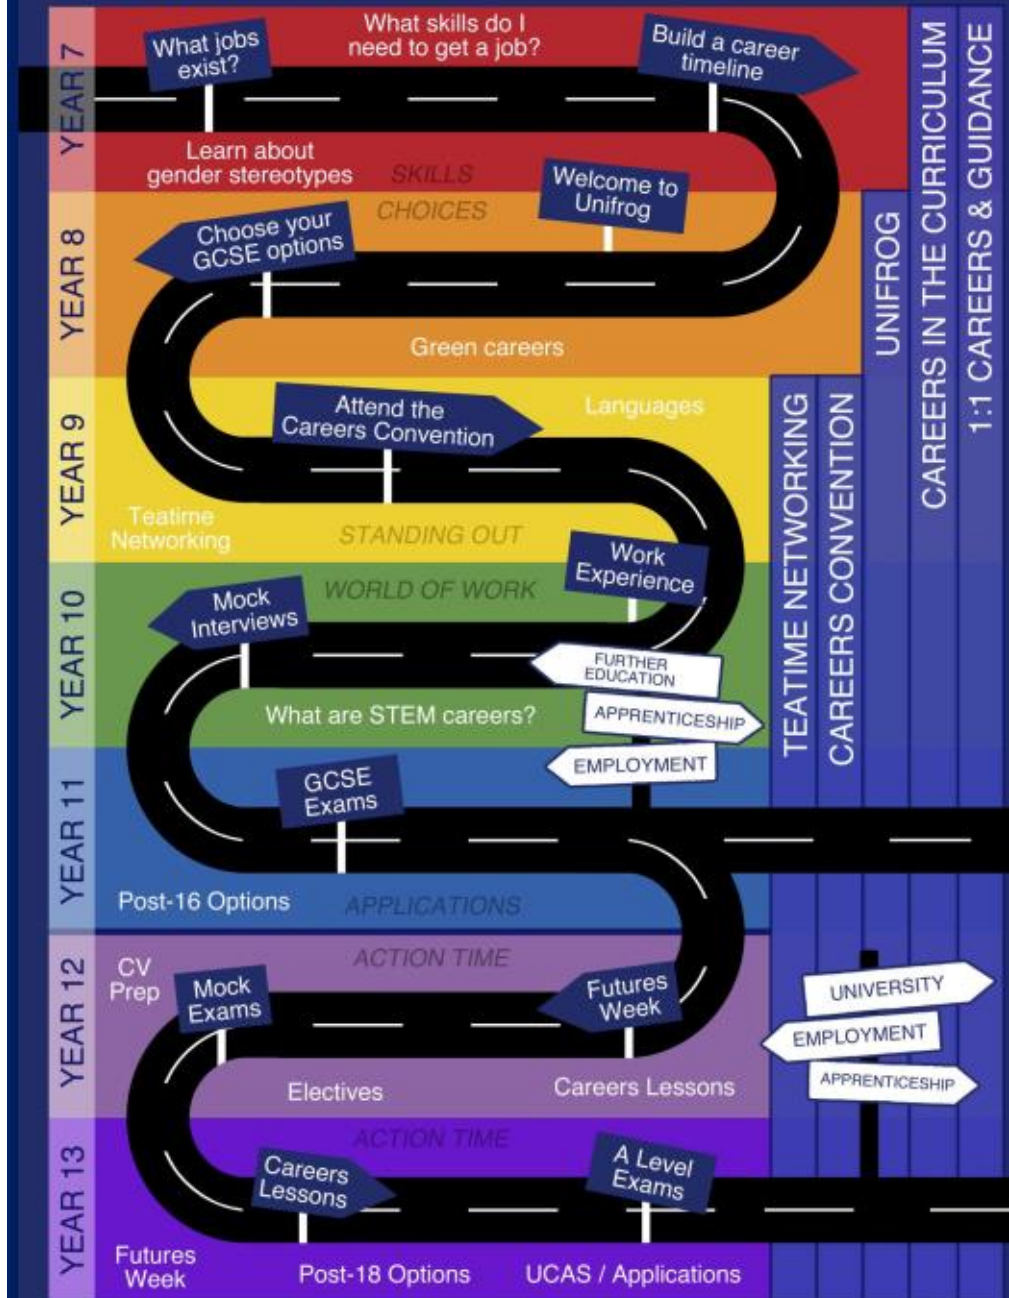 YEAR 7
What jobs
exist?
What skills do I
need to get a job?
Build a career
timeline
Learn about
gender stereotypes
SKILLS
YEAR 8
CHOICES
Welcome to
Unifrog
Choose your
GCSE options
Green careers
YEAR 9
Attend the
Careers Convention
Languages
Teatime
Networking
STANDING OUT
YEAR 10
WORLD OF WORK
Work
Experience
Mock
Interviews
What are STEM careers?
FURTHER
EDUCATION
APPRENTICESHIP
EMPLOYMENT
YEAR 11
GCSE
Exams
Post-16 Options
APPLICATIONS
YEAR 12
ACTION TIME
CV
Prep
Mock
Exams
Futures
Week
Electives
Careers Lessons
YEAR 13
ACTION TIME
Careers
Lessons
A Level
Exams
Futures
Week
Post-18 Options
UCAS / Applications
TEATIME NETWORKING
CAREERS CONVENTION
UNIFROG
CAREERS IN THE CURRICULUM
1:1 CAREERS & GUIDANCE
UNIVERSITY
EMPLOYMENT
APPRENTICESHIP